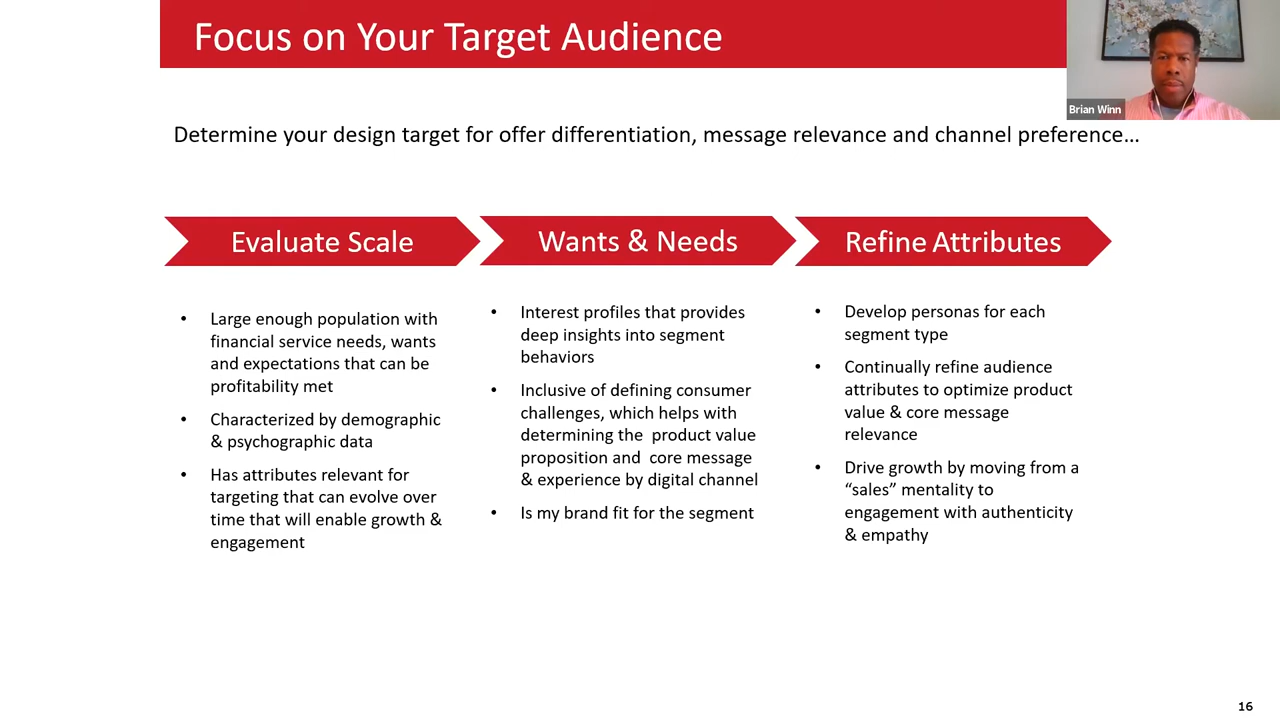 Focus on Your Target Audience
Brian Winn
Determine your design target for offer differentiation, message relevance and channel preference…
Evaluate Scale
• Large enough population with
financial service needs, wants
and expectations that can be
profitability met
• Characterized by demographic
& psychographic data
• Has attributes relevant for
targeting that can evolve over
time that will enable growth &
engagement
Wants & Needs
• Interest profiles that provides
deep insights into segment
behaviors
• Inclusive of defining consumer
challenges, which helps with
determining the product value
proposition and core message
& experience by digital channel
• Is my brand fit for the segment
Refine Attributes
• Develop personas for each
segment type
• Continually refine audience
attributes to optimize product
value & core message
relevance
• Drive growth by moving from a
“sales” mentality to
engagement with authenticity
& empathy
16